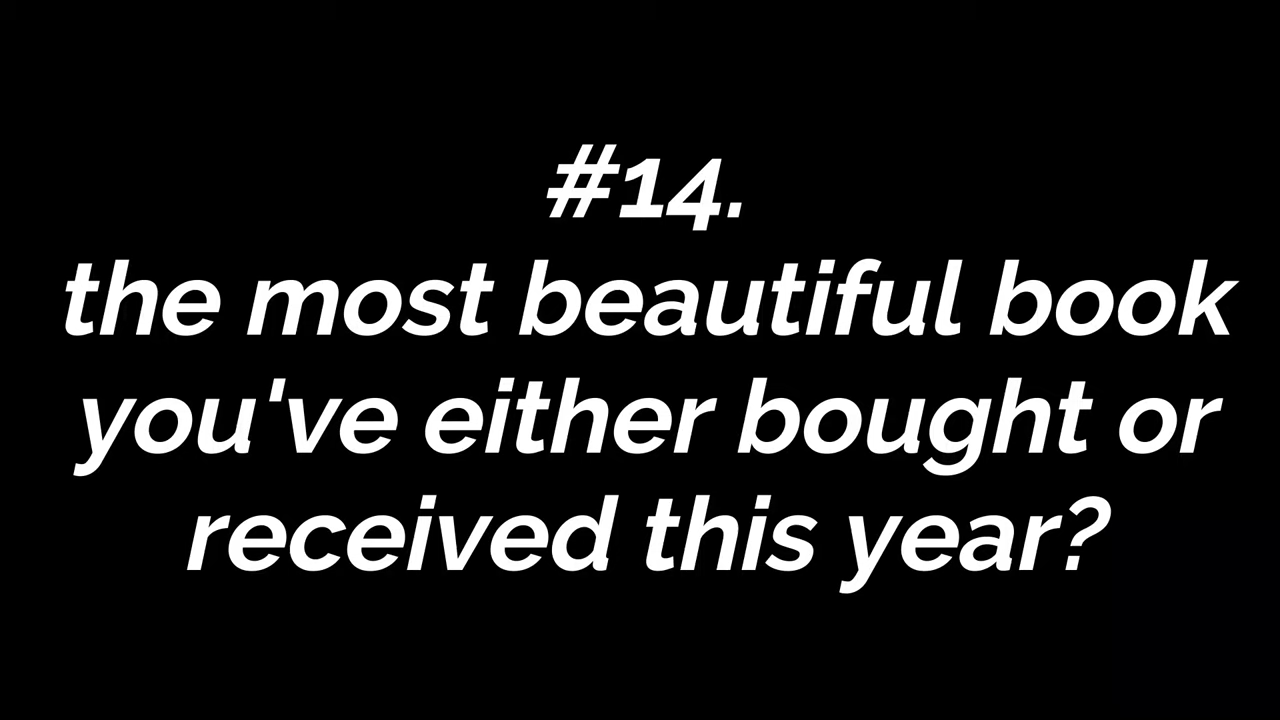 #14.
the most beautiful book
you've either bought or
received this year?